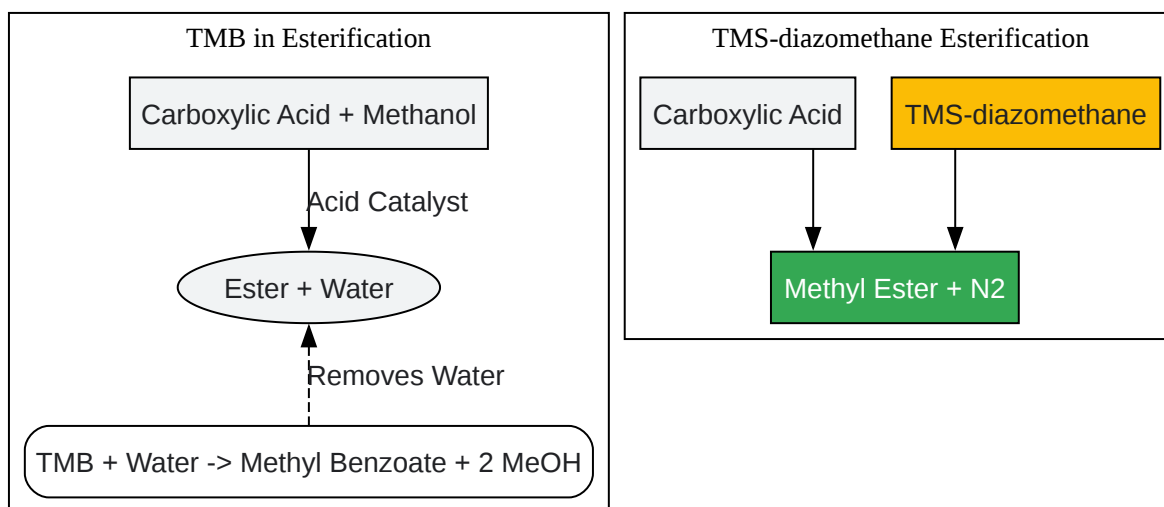 TMB in Esterification
Carboxylic Acid + Methanol
Acid Catalyst
Ester + Water
Removes Water
TMB + Water -> Methyl Benzoate + 2 MeOH
TMS-diazomethane Esterification
Carboxylic Acid
TMS-diazomethane
Methyl Ester + N2